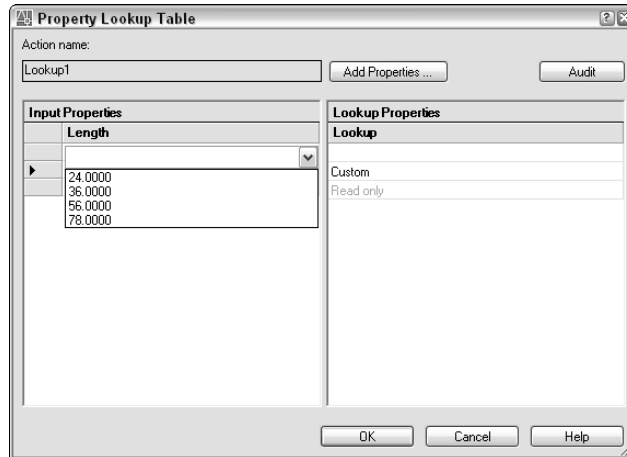 Property Lookup Table
Action name:
Lookup1
Add Properties ...
Audit
Input Properties
Length
24.0000
36.0000
56.0000
78.0000
Lookup Properties
Lookup
Custom
Read only
OK
Cancel
Help